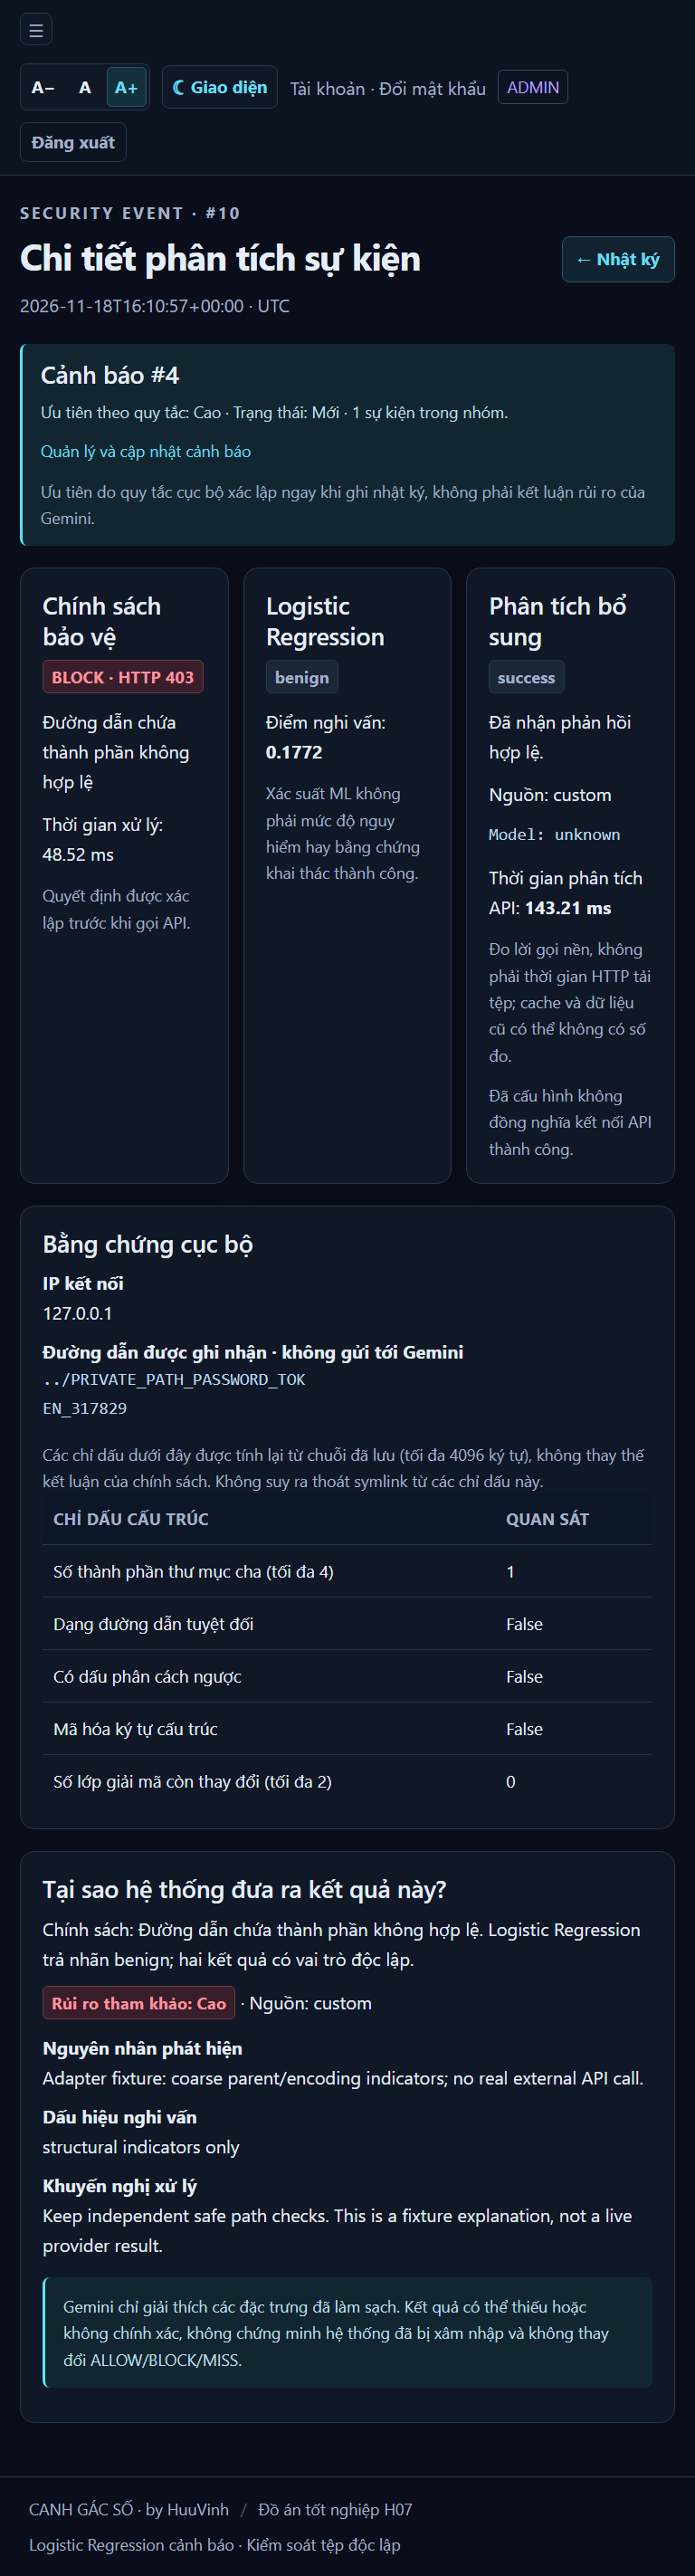 ☰
A− A A+ ☾ Giao diện Tài khoản · Đổi mật khẩu ADMIN
Đăng xuất
SECURITY EVENT · #10
Chi tiết phân tích sự kiện
← Nhật ký
2026-11-18T16:10:57+00:00 · UTC
Cảnh báo #4
Ưu tiên theo quy tắc: Cao · Trạng thái: Mới · 1 sự kiện trong nhóm.
Quản lý và cập nhật cảnh báo
Ưu tiên do quy tắc cục bộ xác lập ngay khi ghi nhật ký, không phải kết luận rủi ro của
Gemini.
Chính sách
bảo vệ
BLOCK · HTTP 403
Đường dẫn chứa
thành phần không
hợp lệ
Thời gian xử lý:
48.52 ms
Quyết định được xác
lập trước khi gọi API.
Logistic
Regression
benign
Điểm nghi vấn:
0.1772
Xác suất ML không
phải mức độ nguy
hiểm hay bằng chứng
khai thác thành công.
Phân tích bổ
sung
success
Đã nhận phản hồi
hợp lệ.
Nguồn: custom
Model: unknown
Thời gian phân tích
API: 143.21 ms
Đo lời gọi nền, không
phải thời gian HTTP tải
tệp; cache và dữ liệu
cũ có thể không có số
đo.
Đã cấu hình không
đồng nghĩa kết nối API
thành công.
Bằng chứng cục bộ
IP kết nối
127.0.0.1
Đường dẫn được ghi nhận · không gửi tới Gemini
../PRIVATE_PATH_PASSWORD_TOK
EN_317829
Các chỉ dấu dưới đây được tính lại từ chuỗi đã lưu (tối đa 4096 ký tự), không thay thế
kết luận của chính sách. Không suy ra thoát symlink từ các chỉ dấu này.
CHỈ DẤU CẤU TRÚC QUAN SÁT
Số thành phần thư mục cha (tối đa 4) 1
Dạng đường dẫn tuyệt đối False
Có dấu phân cách ngược False
Mã hóa ký tự cấu trúc False
Số lớp giải mã còn thay đổi (tối đa 2) 0
Tại sao hệ thống đưa ra kết quả này?
Chính sách: Đường dẫn chứa thành phần không hợp lệ. Logistic Regression
trả nhãn benign; hai kết quả có vai trò độc lập.
Rủi ro tham khảo: Cao · Nguồn: custom
Nguyên nhân phát hiện
Adapter fixture: coarse parent/encoding indicators; no real external API call.
Dấu hiệu nghi vấn
structural indicators only
Khuyến nghị xử lý
Keep independent safe path checks. This is a fixture explanation, not a live
provider result.
Gemini chỉ giải thích các đặc trưng đã làm sạch. Kết quả có thể thiếu hoặc
không chính xác, không chứng minh hệ thống đã bị xâm nhập và không thay
đổi ALLOW/BLOCK/MISS.
CANH GÁC SỐ · by HuuVinh / Đồ án tốt nghiệp H07
Logistic Regression cảnh báo · Kiểm soát tệp độc lập